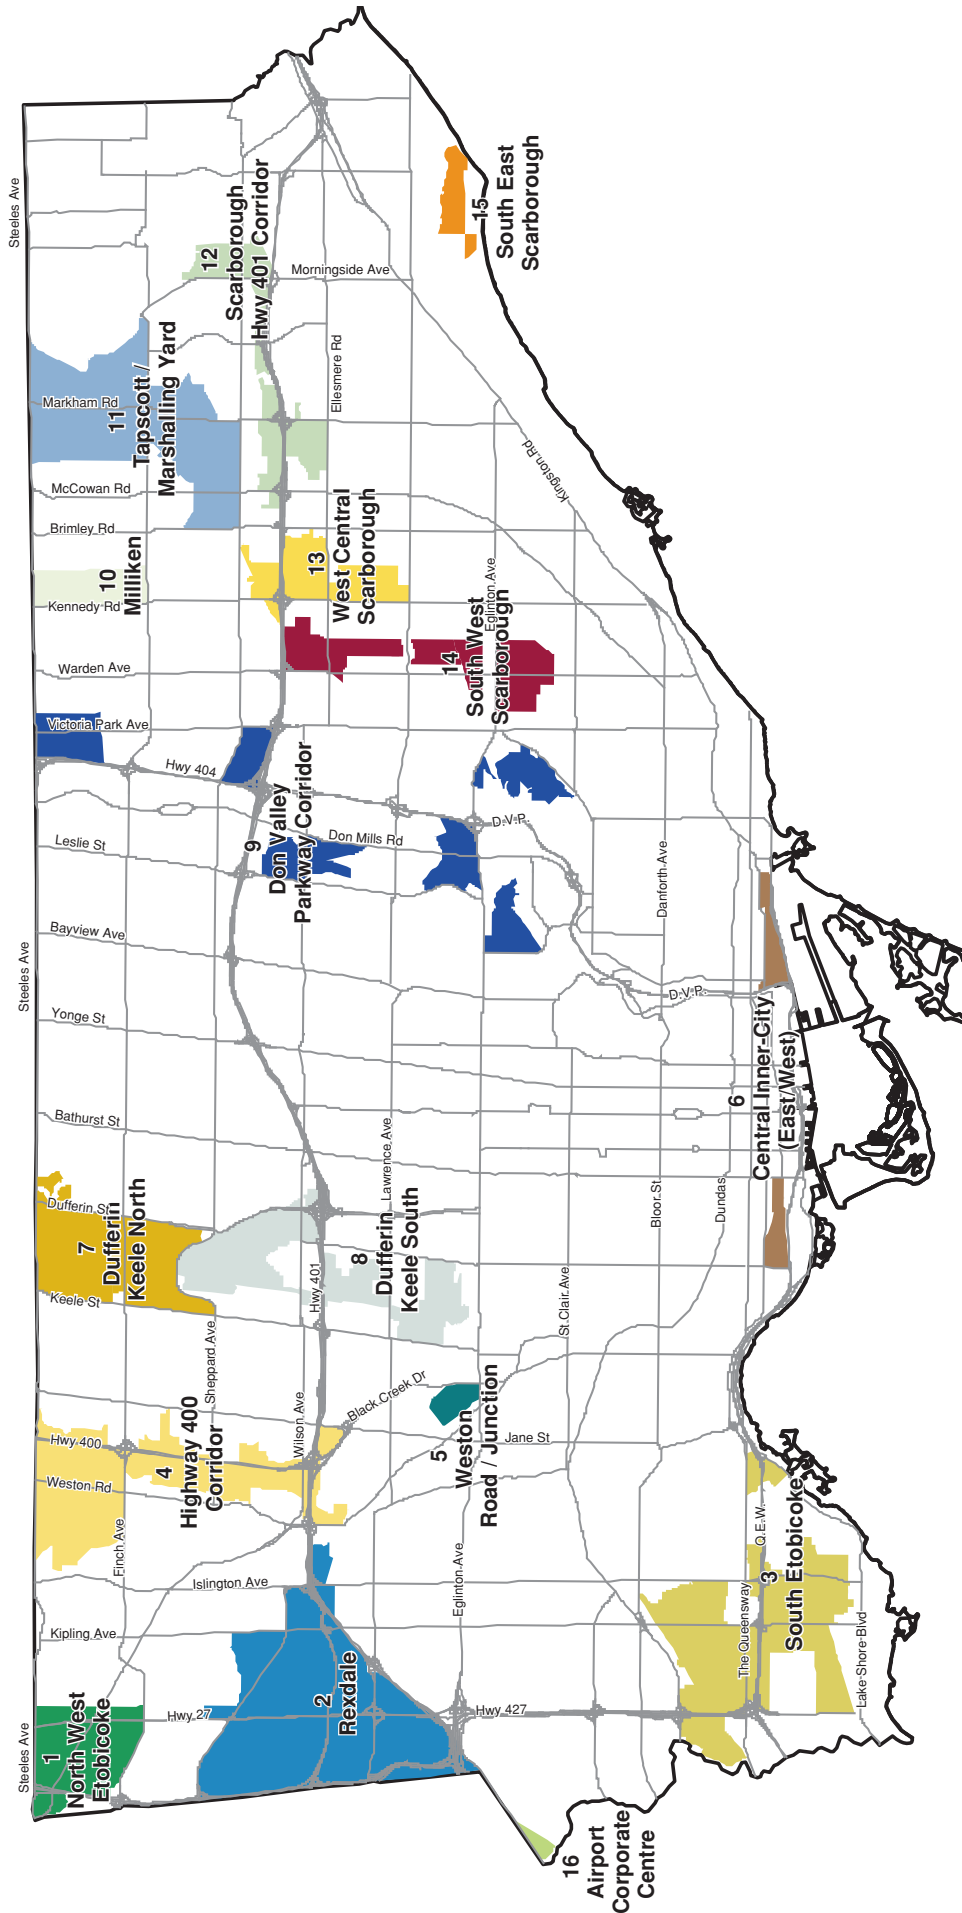 Steeles Ave
Steeles Ave
Steeles Ave
1
North West
Etobicoke
2
Rexdale
3
South Etobicoke
4
Highway 400
Corridor
5
Weston
Road / Junction
6
Central Inner-City
(East/West)
7
Dufferin
Keele North
8
Dufferin
Keele South
9
Don Valley
Parkway Corridor
10
Milliken
11
Tapscott /
Marshalling Yard
12
Scarborough
Hwy 401 Corridor
13
West Central
Scarborough
14
South West
Scarborough
15
South East
Scarborough
16
Airport
Corporate
Centre
Hwy 27
Kipling Ave
Islington Ave
Finch Ave
Weston Rd
Hwy 400
Keele St
Dufferin St
Bathurst St
Yonge St
Bayview Ave
Leslie St
Hwy 404
Victoria Park Ave
Warden Ave
Kennedy Rd
Brimley Rd
McCowan Rd
Markham Rd
Morningside Ave
Sheppard Ave
Wilson Ave
Hwy 401
Black Creek Dr
Jane St
Lawrence Ave
Don Mills Rd
D.V.P.
D.V.P.
Ellesmere Rd
Eglinton Ave
Eglinton Ave
Kingston Rd
Danforth Ave
St Clair Ave
Bloor St
Dundas
Hwy 427
The Queensway
Q.E.W.
Lake Shore Blvd